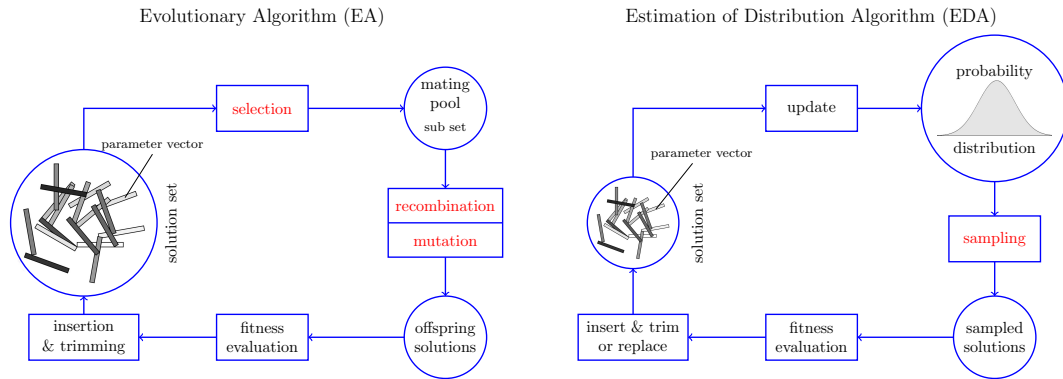 Evolutionary Algorithm (EA)
selection
mating
pool
sub set
parameter vector
solution set
recombination
mutation
insertion
& trimming
fitness
evaluation
offspring
solutions
Estimation of Distribution Algorithm (EDA)
update
probability
distribution
parameter vector
solution set
sampling
insert & trim
or replace
fitness
evaluation
sampled
solutions